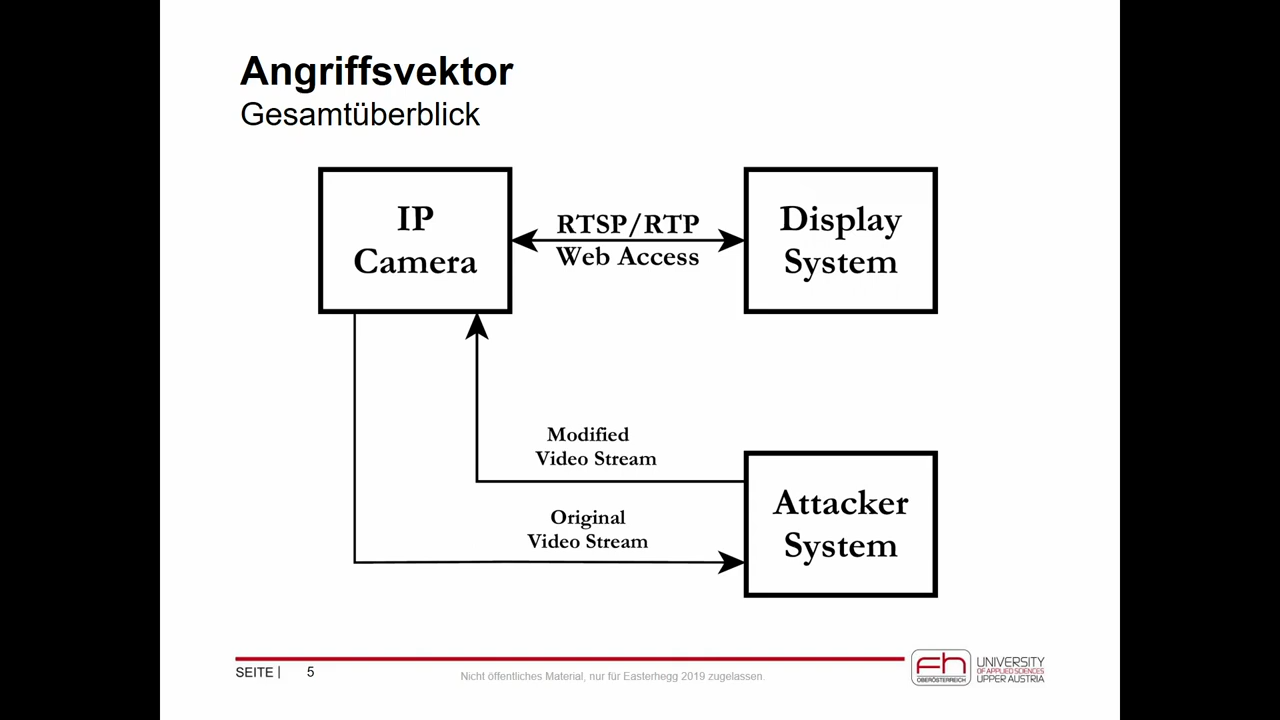 Angriffsvektor
Gesamtüberblick
IP
Camera
RTSP/RTP
Web Access
Display
System
Modified
Video Stream
Original
Video Stream
Attacker
System
SEITE |
5
Nicht öffentliches Material, nur für Easterhegg 2019 zugelassen.
fh
OBERÖSTERREICH
UNIVERSITY
OF APPLIED SCIENCES
UPPER AUSTRIA